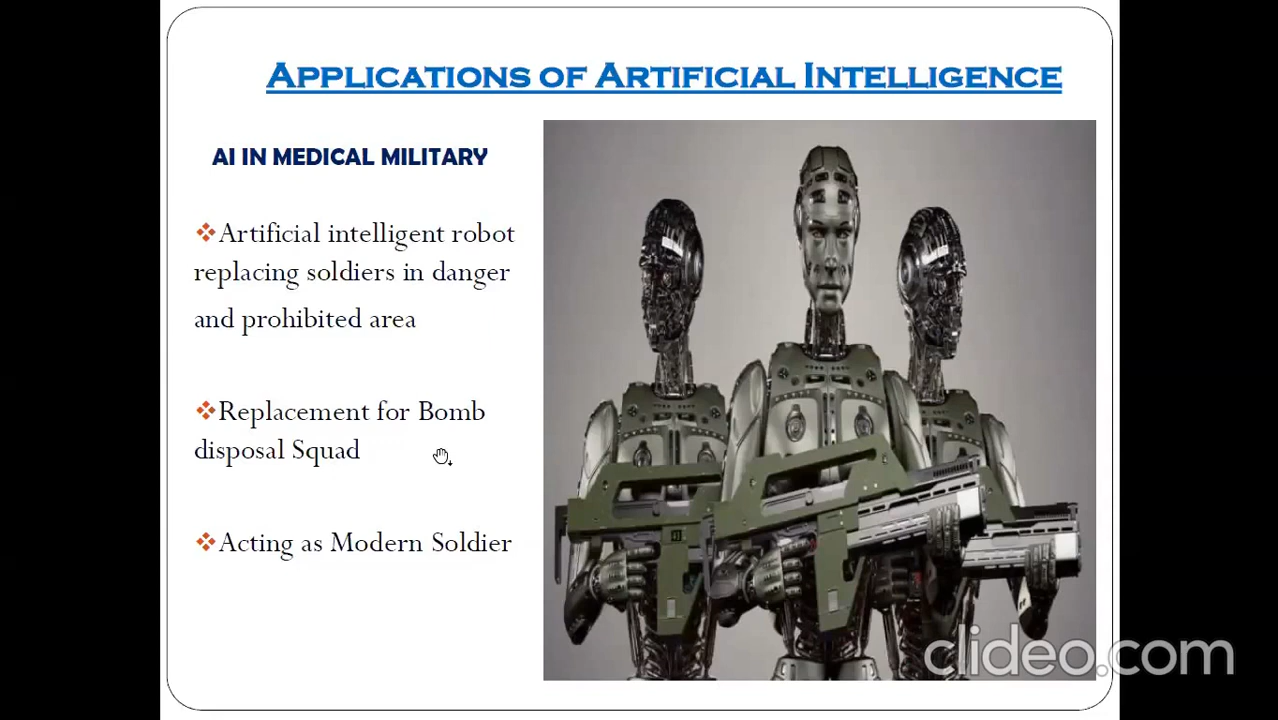 APPLICATIONS OF ARTIFICIAL INTELLIGENCE
AI IN MEDICAL MILITARY
❖Artificial intelligent robot
replacing soldiers in danger
and prohibited area
❖Replacement for Bomb
disposal Squad
❖Acting as Modern Soldier
clideo.com